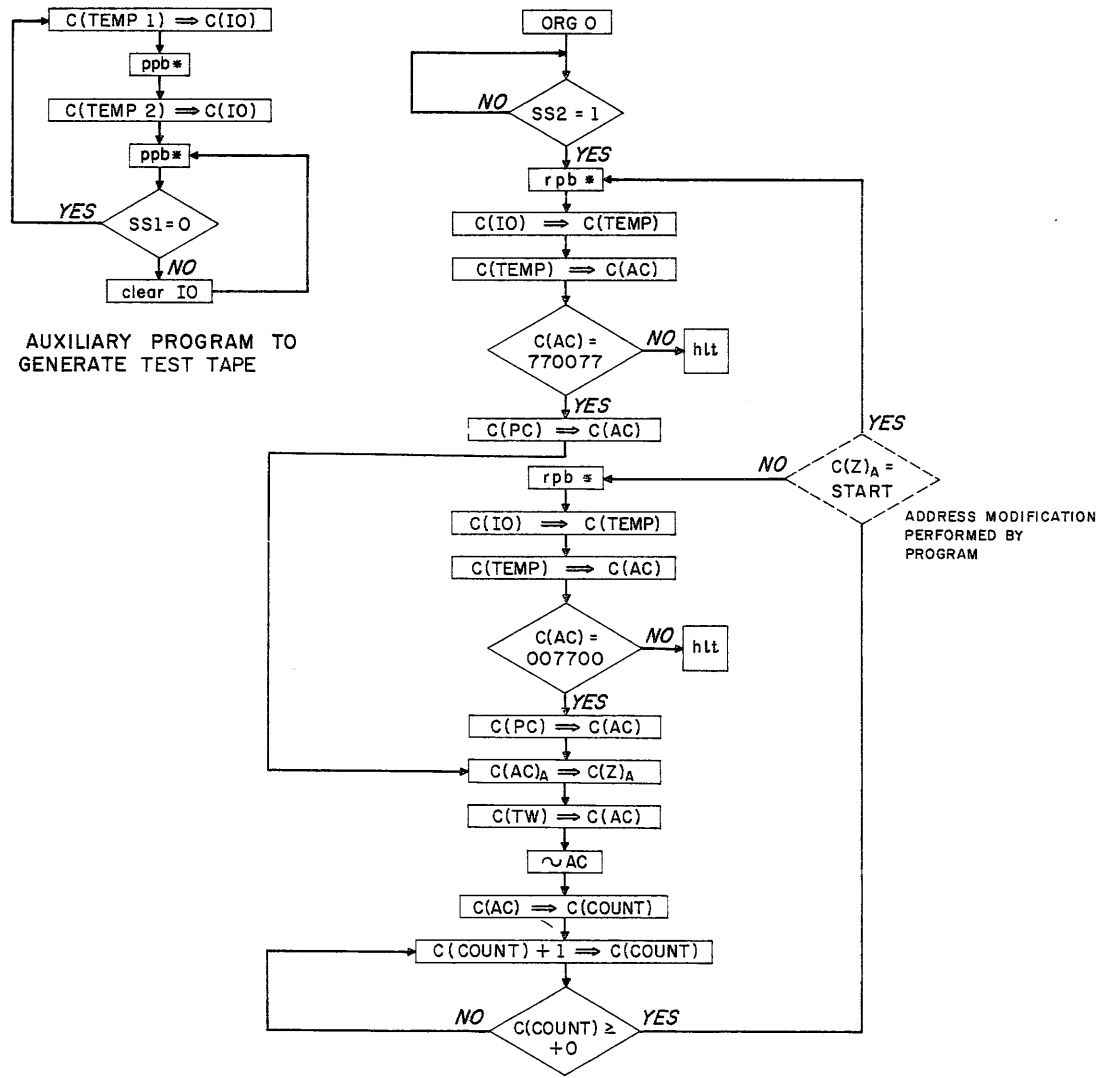 C(TEMP 1) ⟹ C(IO)
ppb*
C(TEMP 2) ⟹ C(IO)
ppb*
YES
SS1=0
NO
clear IO
AUXILIARY PROGRAM TO
GENERATE TEST TAPE
ORG O
NO
SS2 = 1
YES
rpb *
C(IO) ⟹ C(TEMP)
C(TEMP) ⟹ C(AC)
C(AC) =
770077
NO
hlt
YES
C(PC) ⟹ C(AC)
rpb *
NO
C(Z)A =
START
YES
ADDRESS MODIFICATION
PERFORMED BY
PROGRAM
C(IO) ⟹ C(TEMP)
C(TEMP) ⟹ C(AC)
C(AC) =
007700
NO
hlt
YES
C(PC) ⟹ C(AC)
C(AC)A ⟹ C(Z)A
C(TW) ⟹ C(AC)
~AC
C(AC) ⟹ C(COUNT)
C(COUNT) + 1 ⟹ C(COUNT)
NO
C(COUNT) ≥
+0
YES